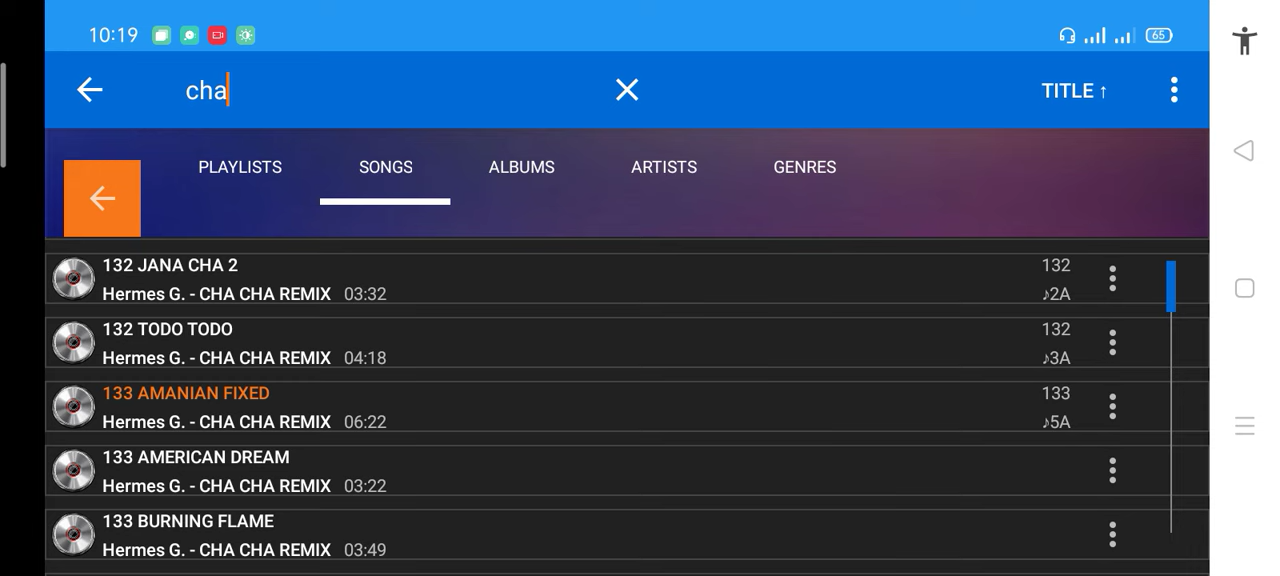 10:19
65
cha
TITLE ↑
PLAYLISTS SONGS ALBUMS ARTISTS GENRES
132 JANA CHA 2 132
Hermes G. - CHA CHA REMIX 03:32 ♪2A
132 TODO TODO 132
Hermes G. - CHA CHA REMIX 04:18 ♪3A
133 AMANIAN FIXED 133
Hermes G. - CHA CHA REMIX 06:22 ♪5A
133 AMERICAN DREAM
Hermes G. - CHA CHA REMIX 03:22
133 BURNING FLAME
Hermes G. - CHA CHA REMIX 03:49